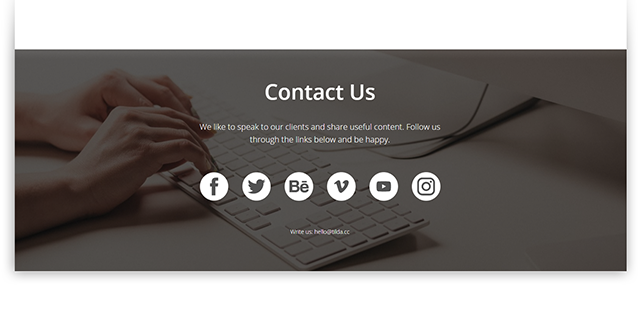 Contact Us
We like to speak to our clients and share useful content. Follow us
through the links below and be happy.
Write us: hello@tilda.cc